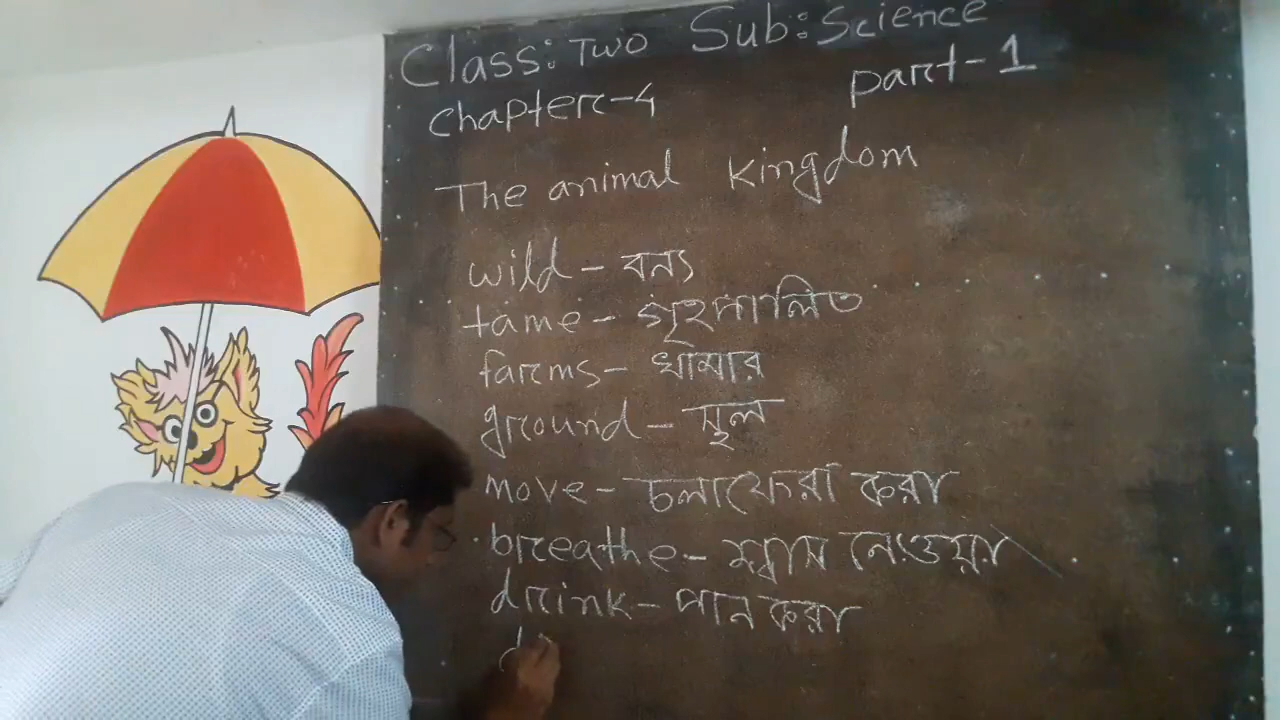 Class: Two Sub: Science
Chapter-4 part-1
The animal Kingdom
wild - বন্য
tame - গৃহপালিত
farms - খামার
ground - মূল
move - চলাফেরা করা
breathe - শ্বাস নেওয়া
drink - পান করা